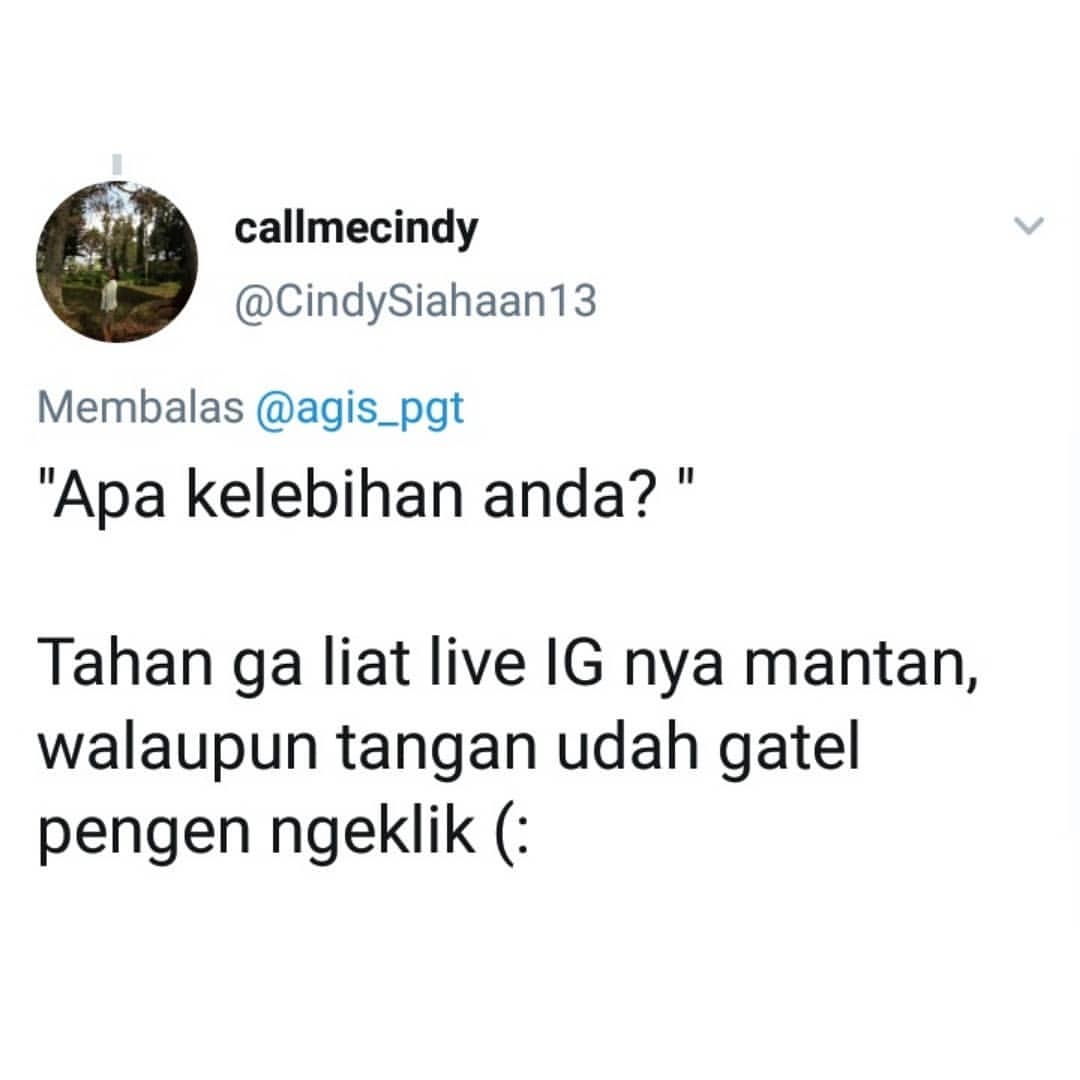 callmecindy
@CindySiahaan13
Membalas @agis_pgt
"Apa kelebihan anda? "
Tahan ga liat live IG nya mantan,
walaupun tangan udah gatel
pengen ngeklik (: